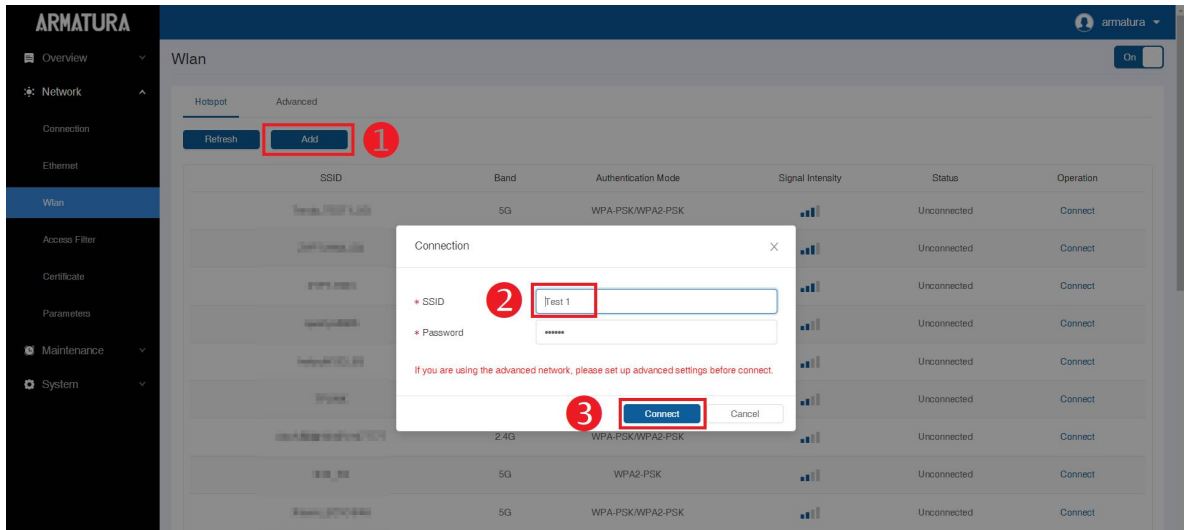 ARMATURA
armatura
Overview
Wlan
On
Network
Hotspot Advanced
Connection
Refresh Add 1
Ethernet
SSID Band Authentication Mode Signal Intensity Status Operation
Wlan
5G WPA-PSK/WPA2-PSK Unconnected Connect
Access Filter
Connection
Unconnected Connect
Certificate
Unconnected Connect
* SSID 2 Test 1
Parameters
Unconnected Connect
* Password ••••••
Maintenance
Unconnected Connect
If you are using the advanced network, please set up advanced settings before connect.
System
Unconnected Connect
3 Connect Cancel
2.4G WPA-PSK/WPA2-PSK Unconnected Connect
5G WPA2-PSK Unconnected Connect
5G WPA-PSK/WPA2-PSK Unconnected Connect